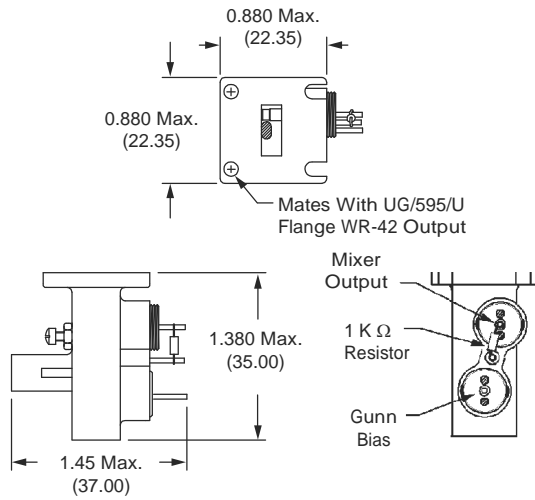 0.880 Max.
(22.35)
0.880 Max.
(22.35)
Mates With UG/595/U
Flange WR-42 Output
Mixer
Output
1 K Ω
Resistor
1.380 Max.
(35.00)
Gunn
Bias
1.45 Max.
(37.00)